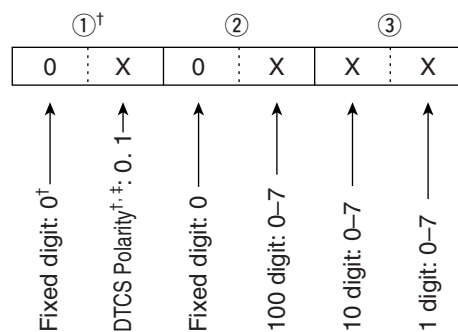 ①† ② ③
0 X 0 X X X
Fixed digit: 0†
DTCS Polarity†, ‡: 0. 1
Fixed digit: 0
100 digit: 0–7
10 digit: 0–7
1 digit: 0–7